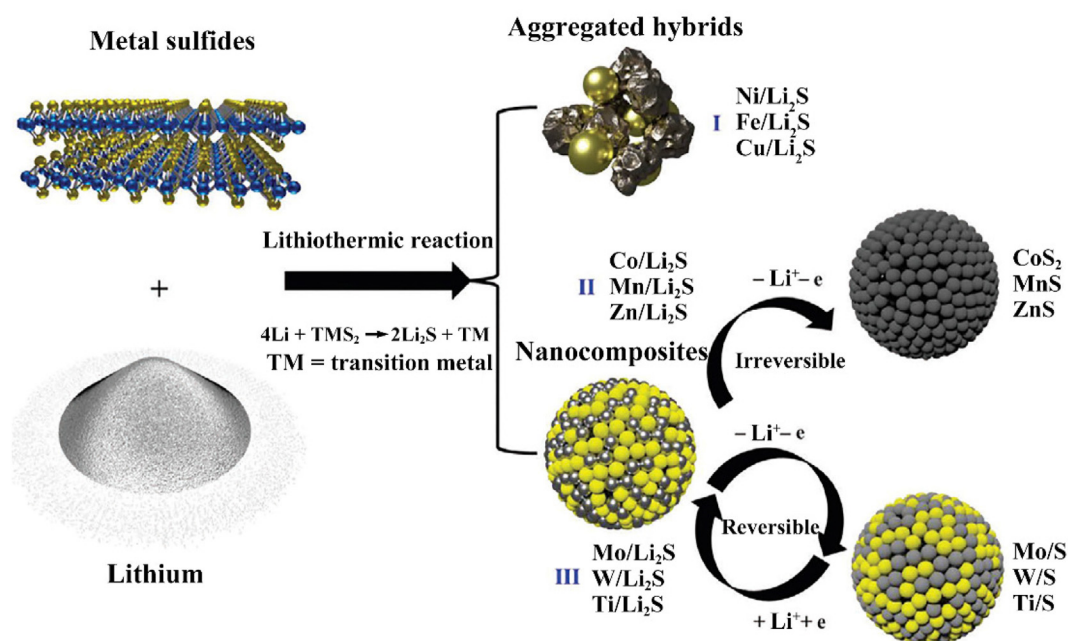 Metal sulfides
+
Lithium
Lithiothermic reaction
4Li + TMS₂ → 2Li₂S + TM
TM = transition metal
Aggregated hybrids
I
Ni/Li₂S
Fe/Li₂S
Cu/Li₂S
II
Co/Li₂S
Mn/Li₂S
Zn/Li₂S
Nanocomposites
– Li⁺– e
Irreversible
CoS₂
MnS
ZnS
– Li⁺– e
Reversible
+ Li⁺+ e
III
Mo/Li₂S
W/Li₂S
Ti/Li₂S
Mo/S
W/S
Ti/S